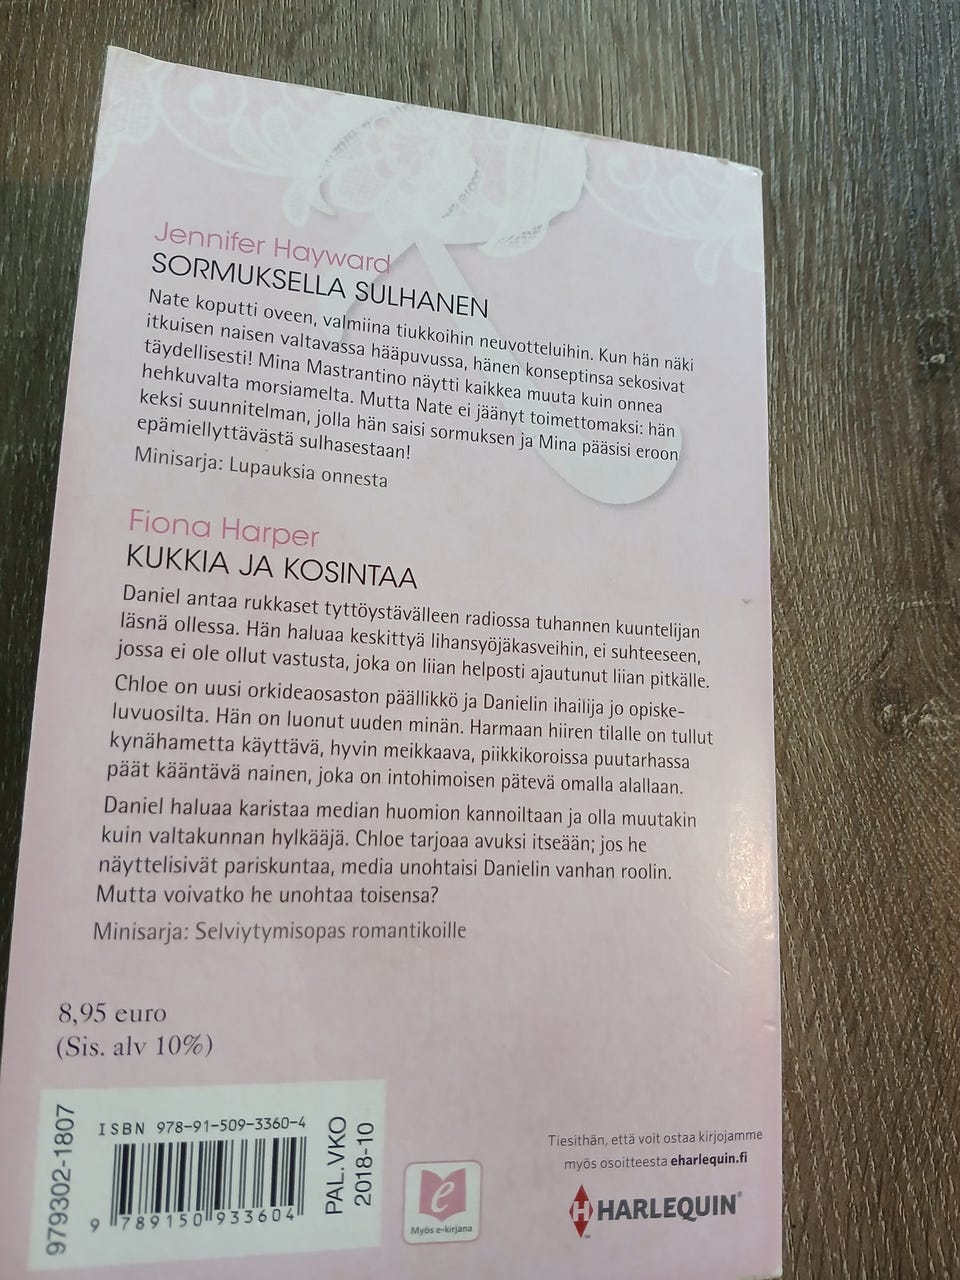 Jennifer Hayward
SORMUKSELLA SULHANEN
Nate koputti oveen, valmiina tiukkoihin neuvotteluihin. Kun hän näki
itkuisen naisen valtavassa hääpuvussa, hänen konseptinsa sekosivat
täydellisesti! Mina Mastrantino näytti kaikkea muuta kuin onnea
hehkuvalta morsiamelta. Mutta Nate ei jäänyt toimettomaksi: hän
keksi suunnitelman, jolla hän saisi sormuksen ja Mina pääsisi eroon
epämiellyttävästä sulhasestaan!
Minisarja: Lupauksia onnesta
Fiona Harper
KUKKIA JA KOSINTAA
Daniel antaa rukkaset tyttöystävälleen radiossa tuhannen kuuntelijan
läsnä ollessa. Hän haluaa keskittyä lihansyöjäkasveihin, ei suhteeseen,
jossa ei ole ollut vastusta, joka on liian helposti ajautunut liian pitkälle.
Chloe on uusi orkideaosaston päällikkö ja Danielin ihailija jo opiske-
luvuosilta. Hän on luonut uuden minän. Harmaan hiiren tilalle on tullut
kynähametta käyttävä, hyvin meikkaava, piikkikoroissa puutarhassa
päät kääntävä nainen, joka on intohimoisen pätevä omalla alallaan.
Daniel haluaa karistaa median huomion kannoiltaan ja olla muutakin
kuin valtakunnan hylkääjä. Chloe tarjoaa avuksi itseään; jos he
näyttelisivät pariskuntaa, media unohtaisi Danielin vanhan roolin.
Mutta voivatko he unohtaa toisensa?
Minisarja: Selviytymisopas romantikoille
8,95 euro
(Sis. alv 10%)
979302-1807
ISBN 978-91-509-3360-4
9 789150 933604
PAL.VKO
2018-10
e
Myös e-kirjana
Tiesithän, että voit ostaa kirjojamme
myös osoitteesta eharlequin.fi
H HARLEQUIN®
™